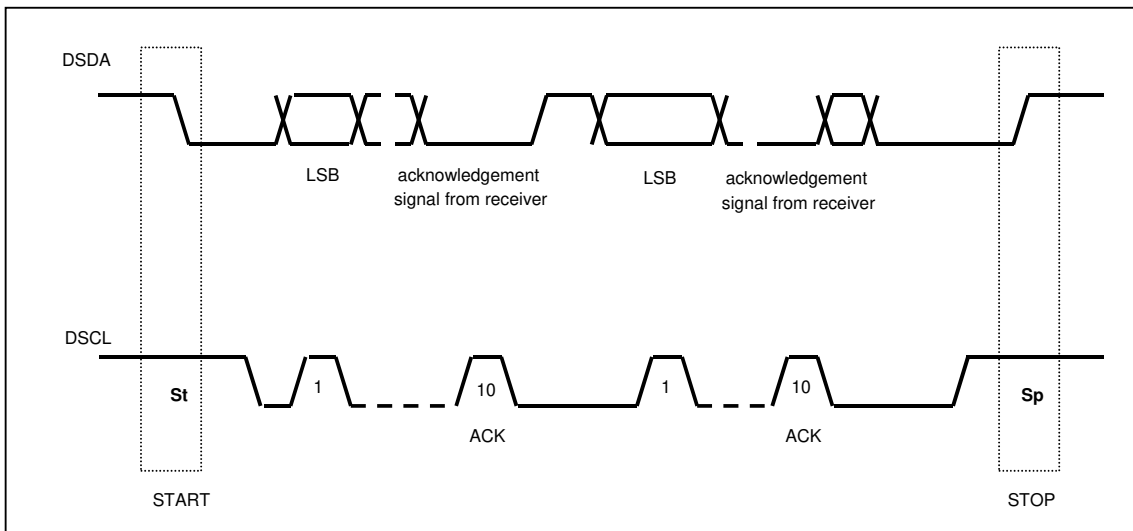 DSDA
LSB
acknowledgement
signal from receiver
LSB
acknowledgement
signal from receiver
DSCL
St
1
10
1
10
Sp
ACK
ACK
START
STOP